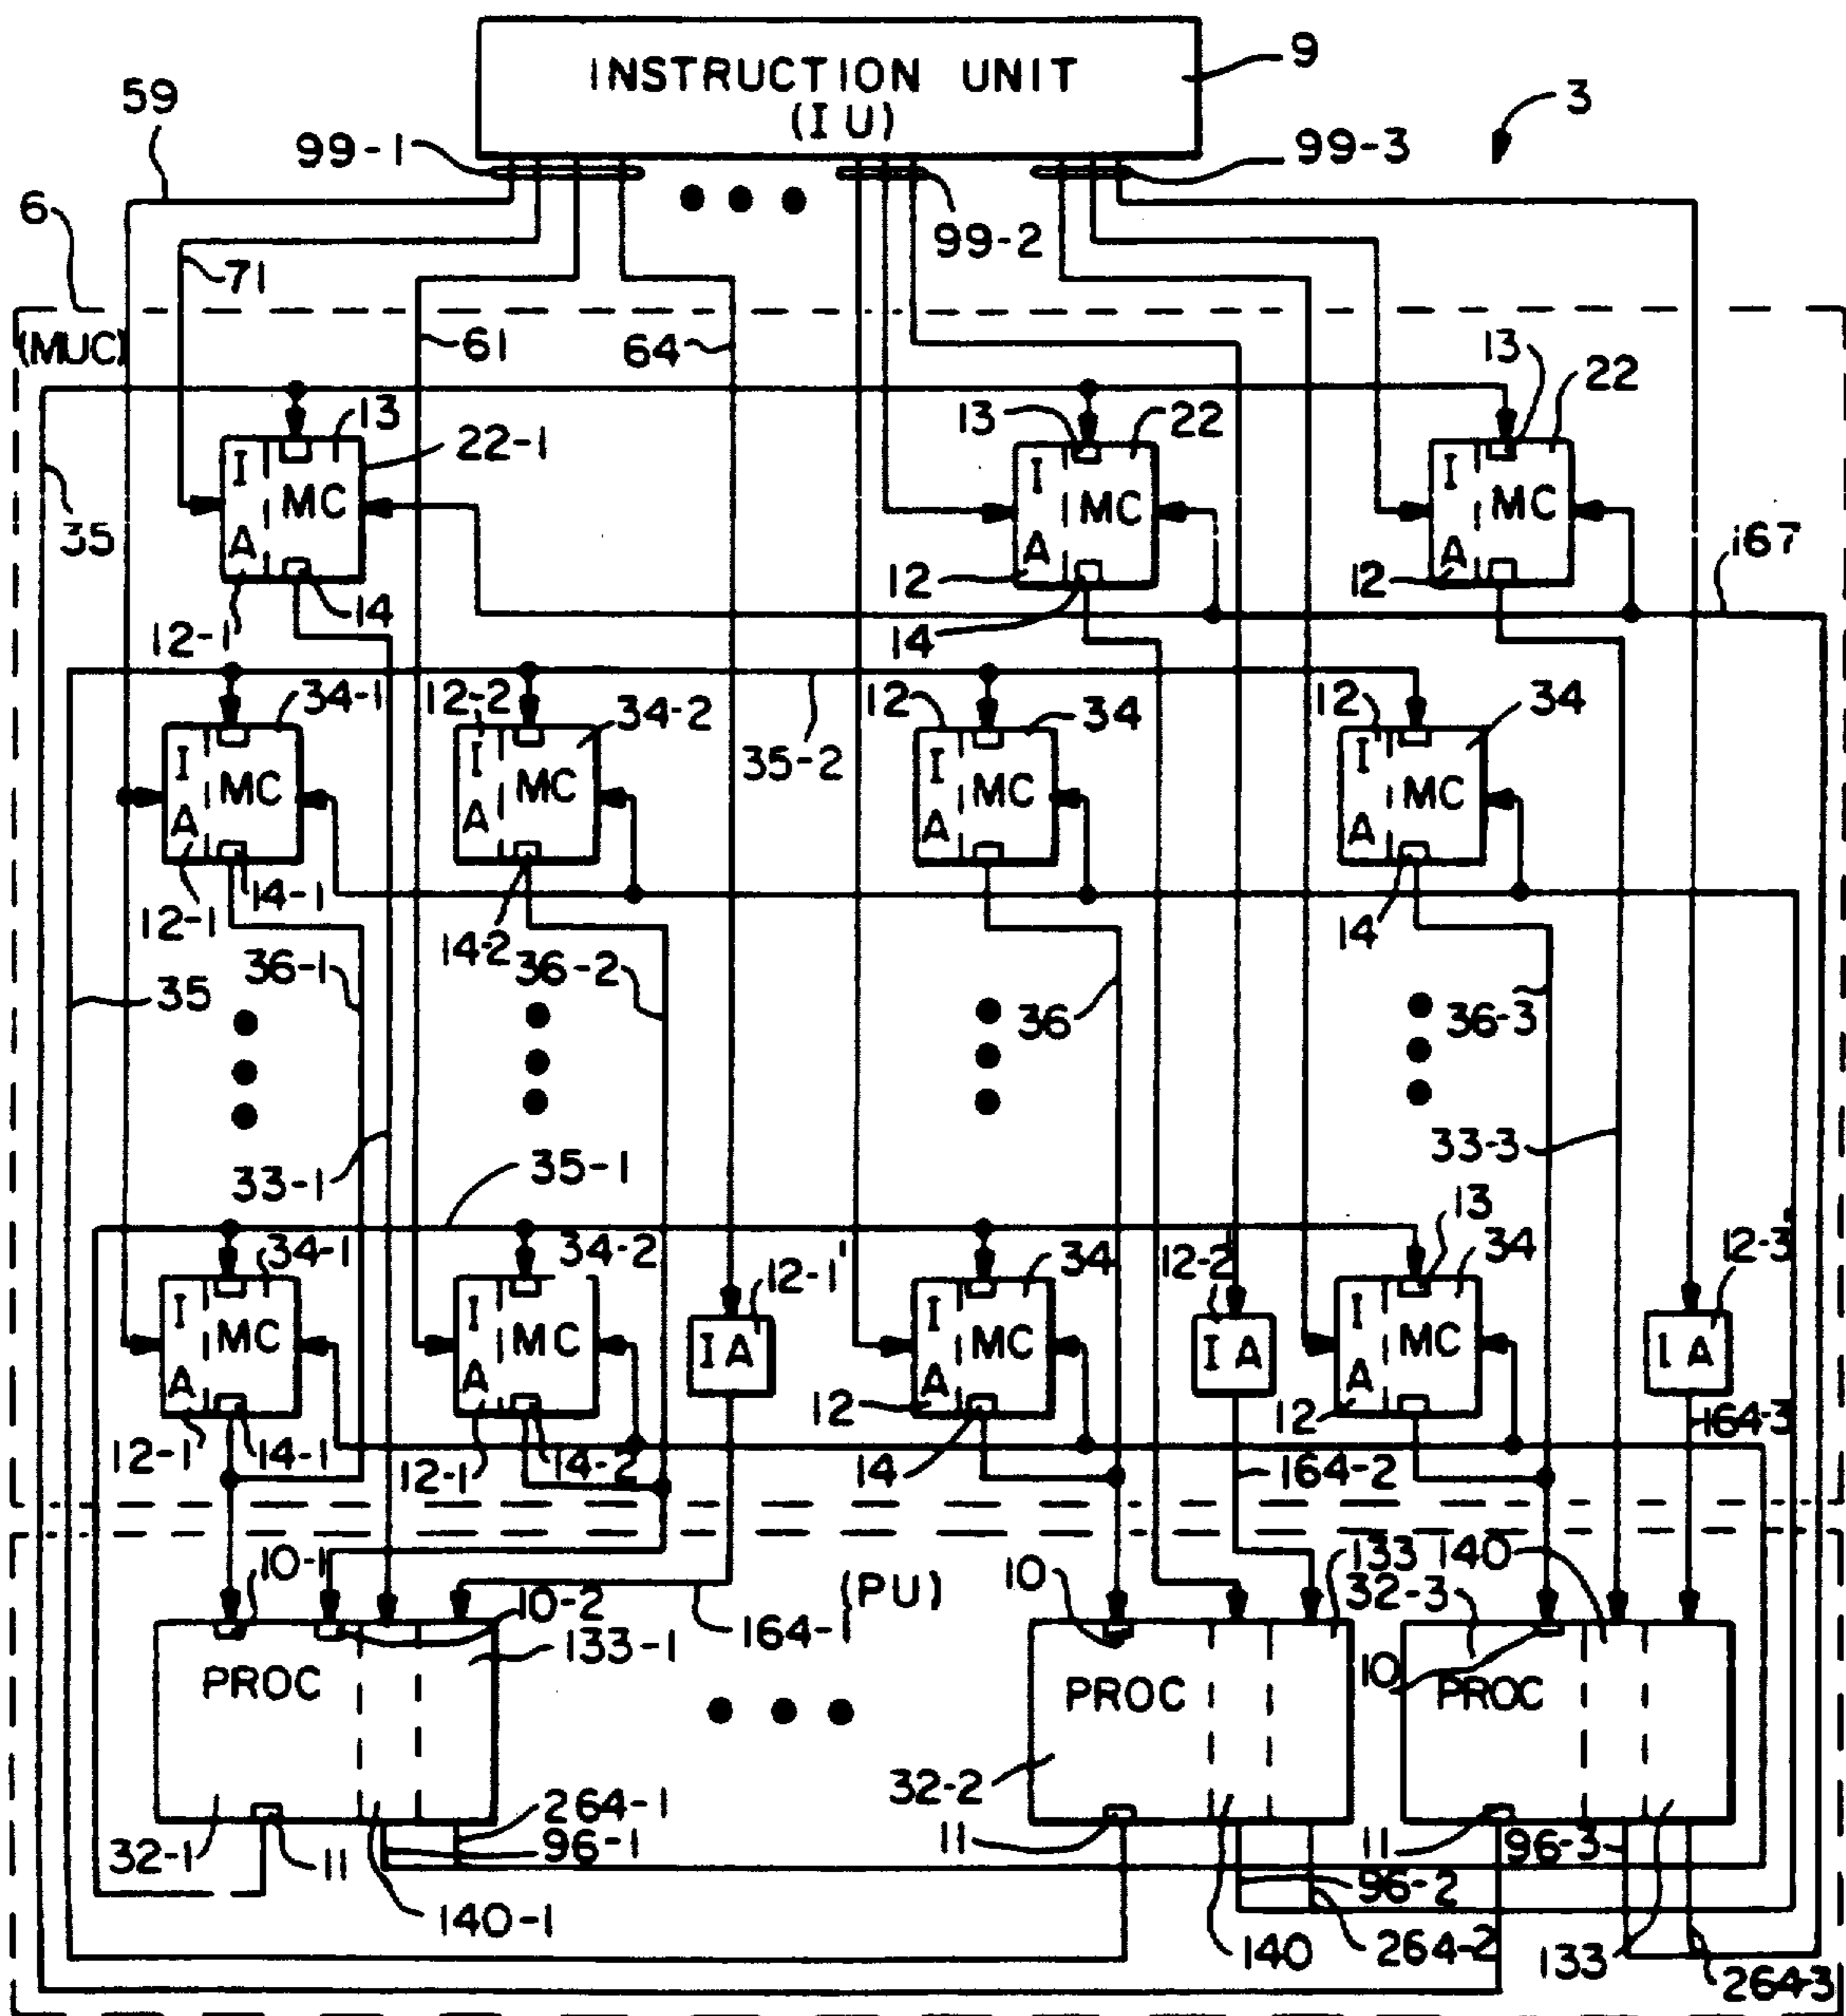 INSTRUCTION UNIT
(IU)
9
3
59
99-1
99-2
99-3
6
71
(MUC)
61
64
13
22-1
13
22
13
22
I
A
MC
I
A
MC
I
A
MC
35
167
12-1
14
12
14
12
34-1
12-2
34-2
35-2
12
34
12
34
I
A
MC
I
A
MC
I
A
MC
I
A
MC
12-1
14-1
14-2
14
36-1
36-2
36
36-3
35
33-1
35-1
33-3
34-1
34-2
12-1'
34
12-2'
13
34
12-3'
I
A
MC
I
A
MC
IA
I
A
MC
IA
I
A
MC
IA
12-1
14-1
12-1
14-2
12
14
164-2
12
164-3
10-1
10-2
(PU)
10
133
140
32-3
133-1
164-1
10
PROC
PROC
PROC
32-1
11
264-1
96-1
32-2
11
11
96-3
140-1
96-2
140
264-2
133
264-3